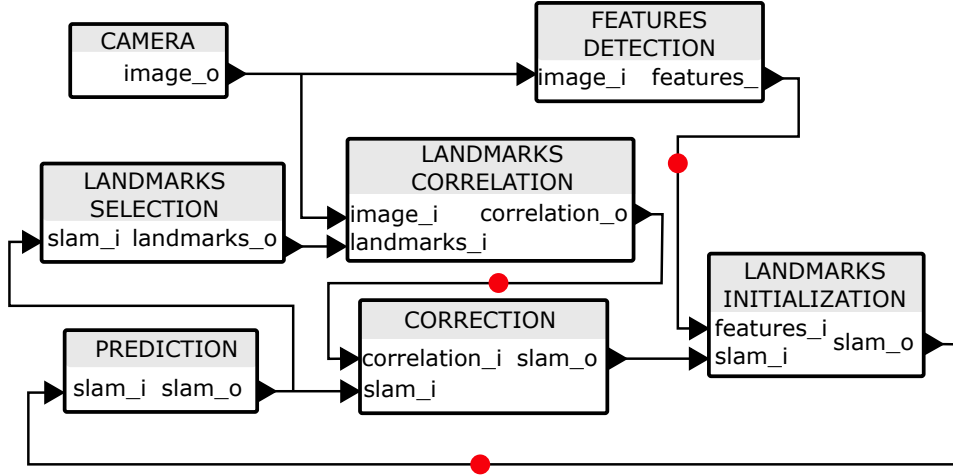 CAMERA
image_o
FEATURES
DETECTION
image_i features_
LANDMARKS
SELECTION
slam_i landmarks_o
LANDMARKS
CORRELATION
image_i correlation_o
landmarks_i
LANDMARKS
INITIALIZATION
features_i
slam_o
slam_i
PREDICTION
slam_i slam_o
CORRECTION
correlation_i slam_o
slam_i